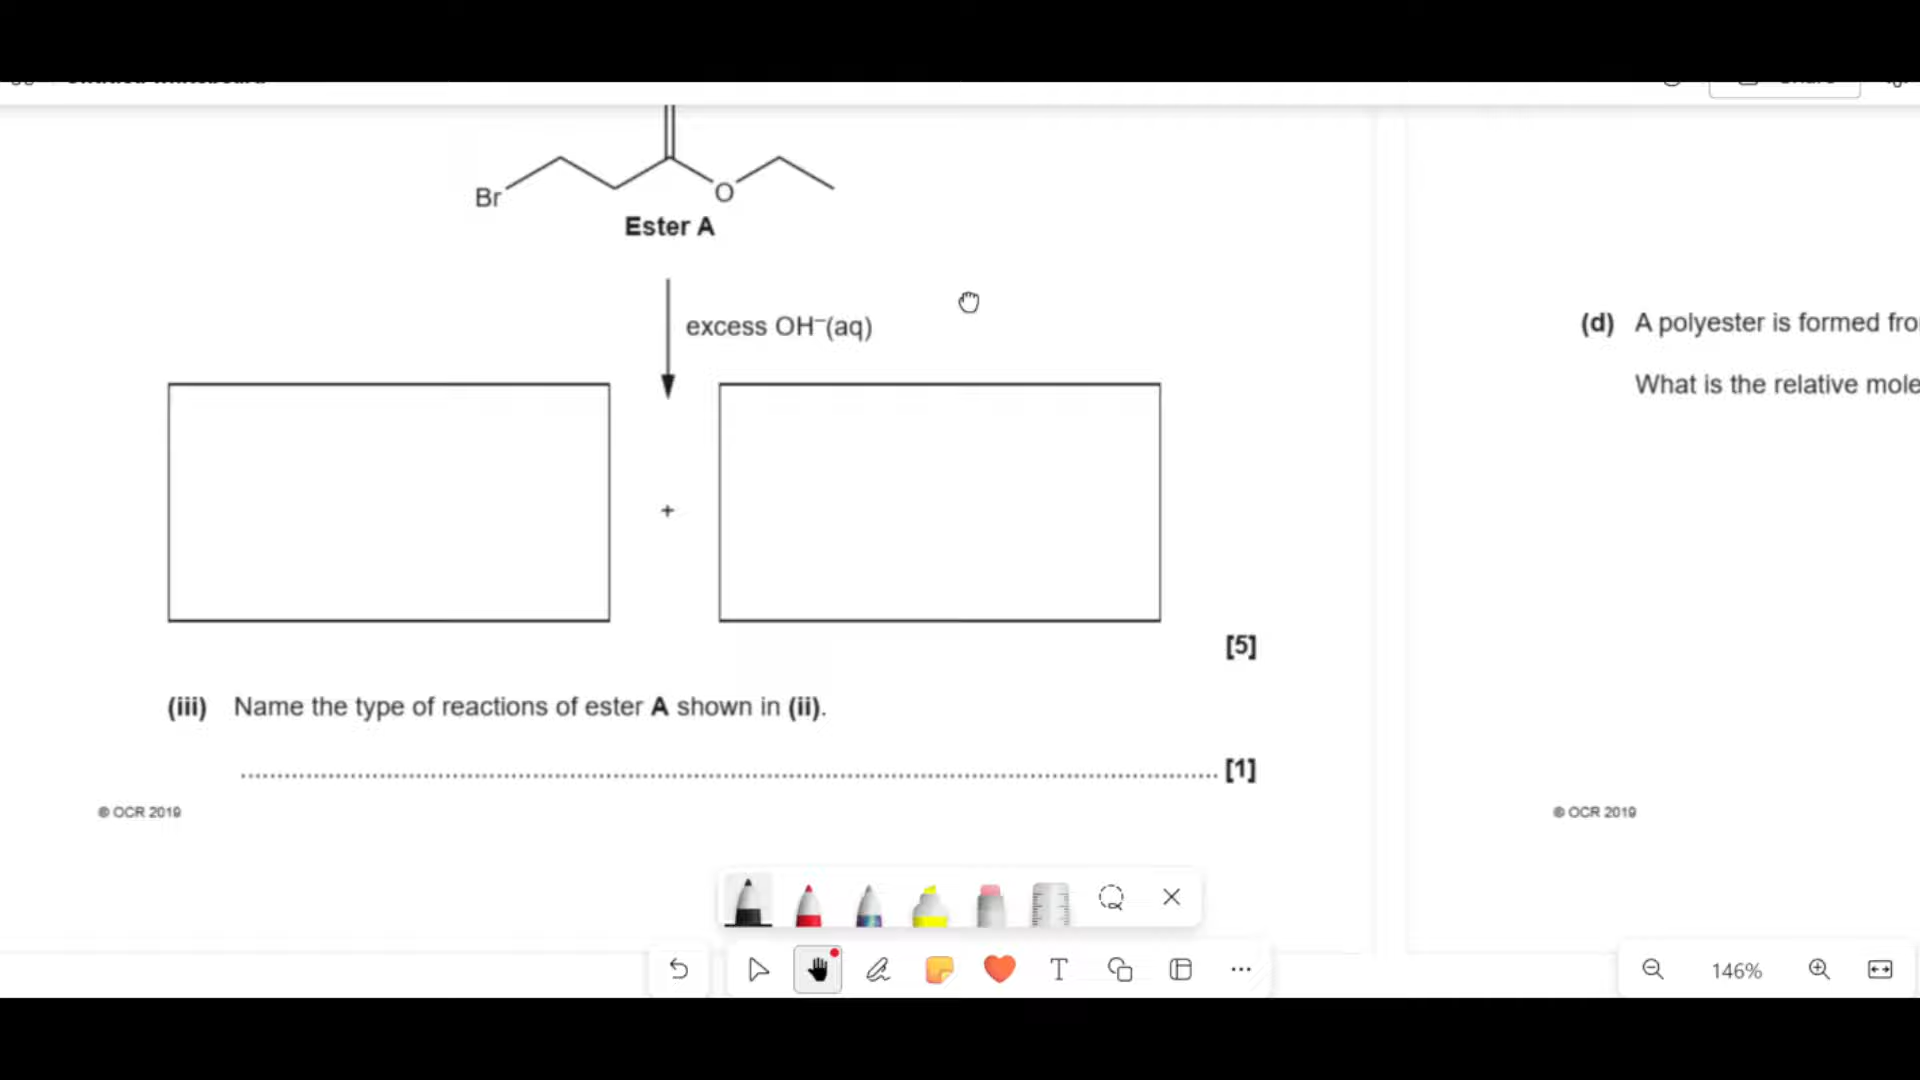 Br
O
Ester A
excess OH⁻(aq)
+
[5]
(iii) Name the type of reactions of ester A shown in (ii).
[1]
© OCR 2019
(d) A polyester is formed fro
What is the relative mole
© OCR 2019
146%